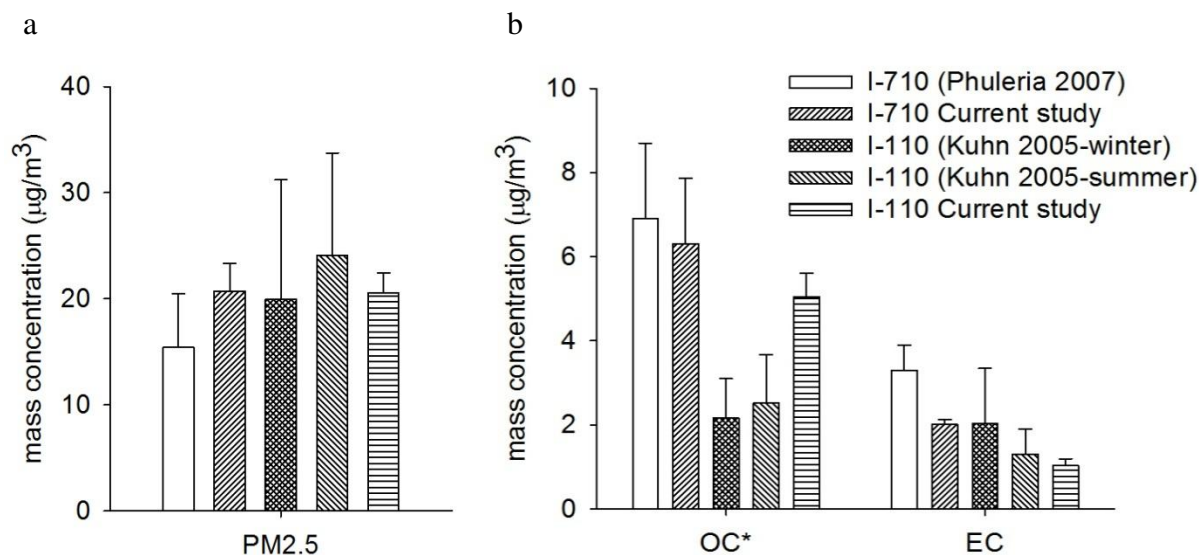 a
40
30
20
10
0
mass concentration (μg/m³)
PM2.5
b
10
8
6
4
2
0
mass concentration (μg/m³)
OC*
EC
I-710 (Phuleria 2007)
I-710 Current study
I-110 (Kuhn 2005-winter)
I-110 (Kuhn 2005-summer)
I-110 Current study